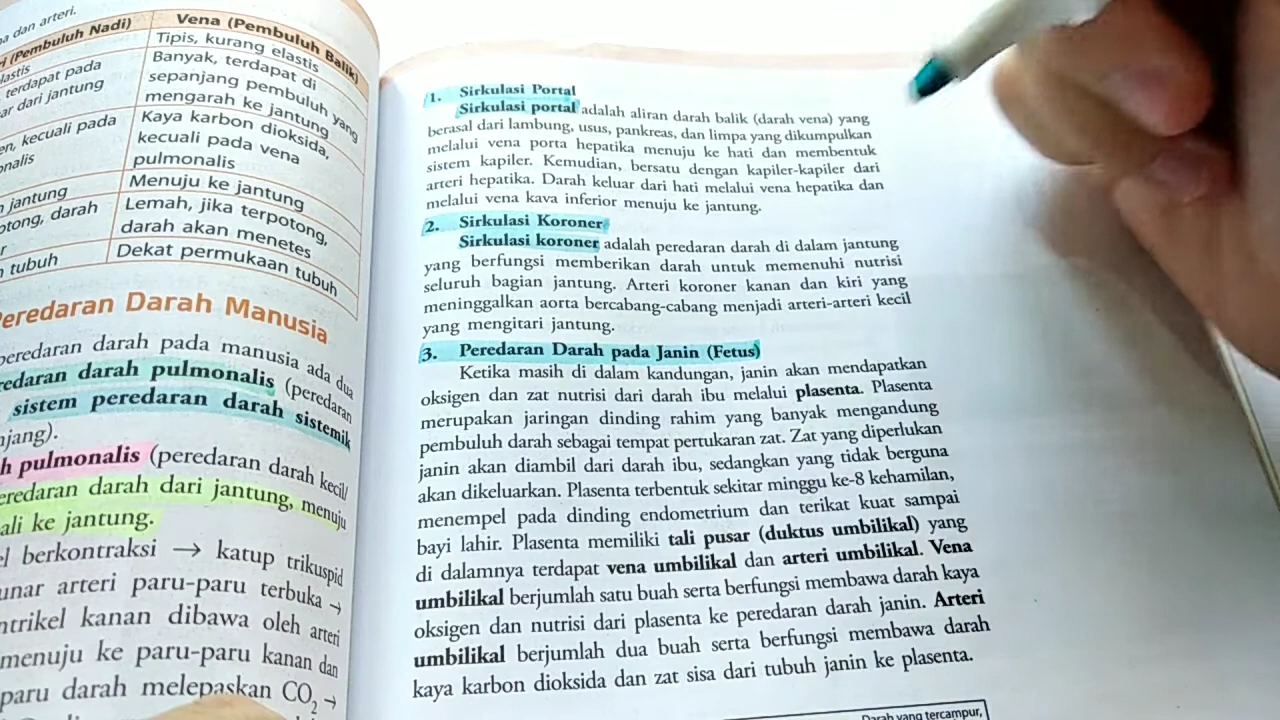 a dan arteri.
(Pembuluh Nadi)
Vena (Pembuluh Balik)
lastis
Tipis, kurang elastis
terdapat pada
ar dari jantung
Banyak, terdapat di
sepanjang pembuluh yang
mengarah ke jantung
en, kecuali pada
onalis
Kaya karbon dioksida,
kecuali pada vena
pulmonalis
jantung
Menuju ke jantung
otong, darah
r
Lemah, jika terpotong,
darah akan menetes
tubuh
Dekat permukaan tubuh
eredaran Darah Manusia
peredaran darah pada manusia ada dua
redaran darah pulmonalis (peredaran
sistem peredaran darah sistemik
njang).
h pulmonalis (peredaran darah kecil/
eredaran darah dari jantung, menuju
ali ke jantung.
el berkontraksi → katup trikuspid
unar arteri paru-paru terbuka →
ntrikel kanan dibawa oleh arteri
menuju ke paru-paru kanan dan
paru darah melepaskan CO₂ →
1. Sirkulasi Portal
Sirkulasi portal adalah aliran darah balik (darah vena) yang
berasal dari lambung, usus, pankreas, dan limpa yang dikumpulkan
melalui vena porta hepatika menuju ke hati dan membentuk
sistem kapiler. Kemudian, bersatu dengan kapiler-kapiler dari
arteri hepatika. Darah keluar dari hati melalui vena hepatika dan
melalui vena kava inferior menuju ke jantung.
2. Sirkulasi Koroner
Sirkulasi koroner adalah peredaran darah di dalam jantung
yang berfungsi memberikan darah untuk memenuhi nutrisi
seluruh bagian jantung. Arteri koroner kanan dan kiri yang
meninggalkan aorta bercabang-cabang menjadi arteri-arteri kecil
yang mengitari jantung.
3. Peredaran Darah pada Janin (Fetus)
Ketika masih di dalam kandungan, janin akan mendapatkan
oksigen dan zat nutrisi dari darah ibu melalui plasenta. Plasenta
merupakan jaringan dinding rahim yang banyak mengandung
pembuluh darah sebagai tempat pertukaran zat. Zat yang diperlukan
janin akan diambil dari darah ibu, sedangkan yang tidak berguna
akan dikeluarkan. Plasenta terbentuk sekitar minggu ke-8 kehamilan,
menempel pada dinding endometrium dan terikat kuat sampai
bayi lahir. Plasenta memiliki tali pusar (duktus umbilikal) yang
di dalamnya terdapat vena umbilikal dan arteri umbilikal. Vena
umbilikal berjumlah satu buah serta berfungsi membawa darah kaya
oksigen dan nutrisi dari plasenta ke peredaran darah janin. Arteri
umbilikal berjumlah dua buah serta berfungsi membawa darah
kaya karbon dioksida dan zat sisa dari tubuh janin ke plasenta.
Darah yang tercampur,